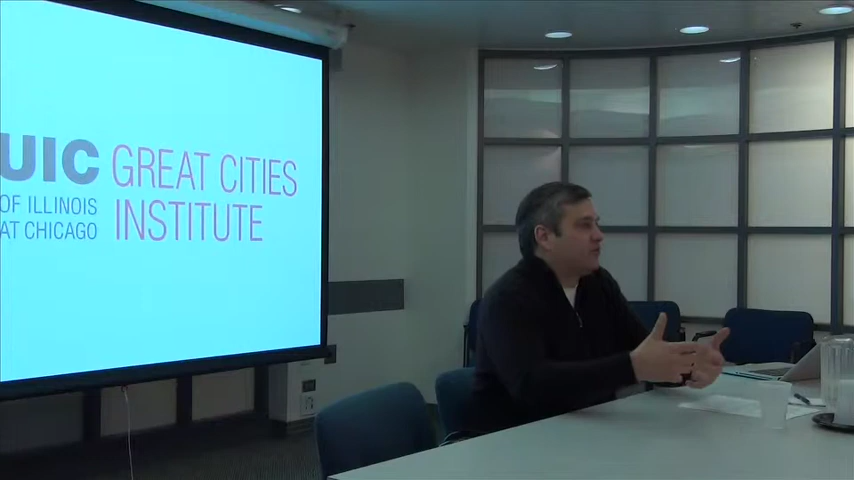 UIC
OF ILLINOIS
AT CHICAGO
GREAT CITIES
INSTITUTE